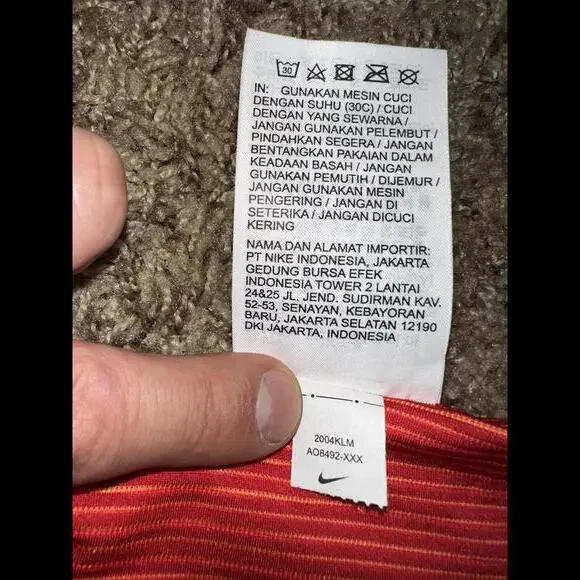 30
IN: GUNAKAN MESIN CUCI
DENGAN SUHU (30C) / CUCI
DENGAN YANG SEWARNA /
JANGAN GUNAKAN PELEMBUT /
PINDAHKAN SEGERA / JANGAN
BENTANGKAN PAKAIAN DALAM
KEADAAN BASAH / JANGAN
GUNAKAN PEMUTIH / DIJEMUR /
JANGAN GUNAKAN MESIN
PENGERING / JANGAN DI
SETERIKA / JANGAN DICUCI
KERING
NAMA DAN ALAMAT IMPORTIR:
PT NIKE INDONESIA, JAKARTA
GEDUNG BURSA EFEK
INDONESIA TOWER 2 LANTAI
24&25 JL. JEND. SUDIRMAN KAV.
52-53, SENAYAN, KEBAYORAN
BARU, JAKARTA SELATAN 12190
DKI JAKARTA, INDONESIA
2004KLM
AO8492-XXX